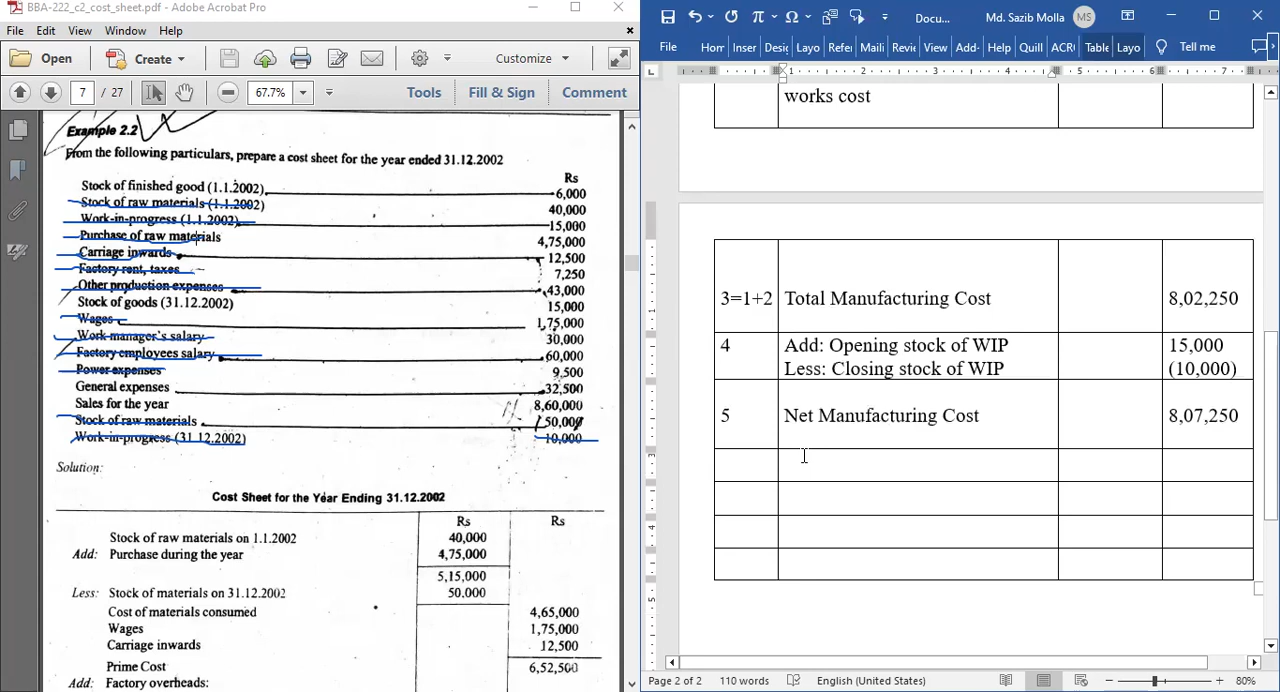 BBA-222_c2_cost_sheet.pdf - Adobe Acrobat Pro
File Edit View Window Help
Open Create Customize
7 / 27 67.7% Tools Fill & Sign Comment
Example 2.2
From the following particulars, prepare a cost sheet for the year ended 31.12.2002
Rs
Stock of finished good (1.1.2002) 6,000
Stock of raw materials (1.1.2002) 40,000
Work-in-progress (1.1.2002) 15,000
Purchase of raw materials 4,75,000
Carriage inwards 12,500
Factory rent, taxes 7,250
Other production expenses 43,000
Stock of goods (31.12.2002) 15,000
Wages 1,75,000
Work manager's salary 30,000
Factory employees salary 60,000
Power expenses 9,500
General expenses 32,500
Sales for the year 8,60,000
Stock of raw materials 50,000
Work-in-progress (31.12.2002) 10,000
Solution:
Cost Sheet for the Year Ending 31.12.2002
Rs Rs
Stock of raw materials on 1.1.2002 40,000
Add: Purchase during the year 4,75,000
5,15,000
Less: Stock of materials on 31.12.2002 50.000
Cost of materials consumed 4,65,000
Wages 1,75,000
Carriage inwards 12,500
Prime Cost 6,52,500
Add: Factory overheads:
Docu... Md. Sazib Molla MS
File Hom Inser Desig Layo Refer Maili Revie View Add- Help Quill ACR Table Layo Tell me
1 2 3 4 5 6 7
works cost
3=1+2 Total Manufacturing Cost 8,02,250
4 Add: Opening stock of WIP 15,000
Less: Closing stock of WIP (10,000)
5 Net Manufacturing Cost 8,07,250
Page 2 of 2 110 words English (United States) 80%